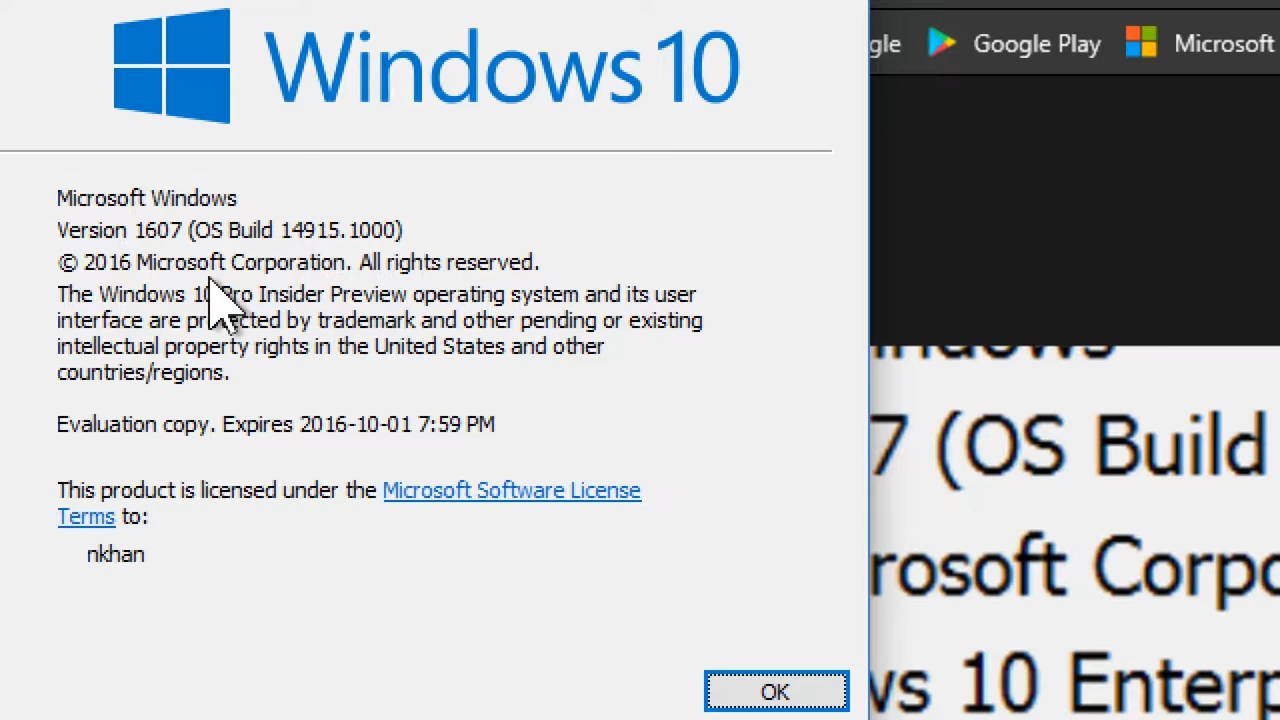 Windows 10
gle Google Play Microsoft
Microsoft Windows
Version 1607 (OS Build 14915.1000)
© 2016 Microsoft Corporation. All rights reserved.
The Windows 10 Pro Insider Preview operating system and its user
interface are protected by trademark and other pending or existing
intellectual property rights in the United States and other
countries/regions.
Evaluation copy. Expires 2016-10-01 7:59 PM
This product is licensed under the Microsoft Software License
Terms to:
nkhan
OK
indows
7 (OS Build
rosoft Corpo
ws 10 Enterp